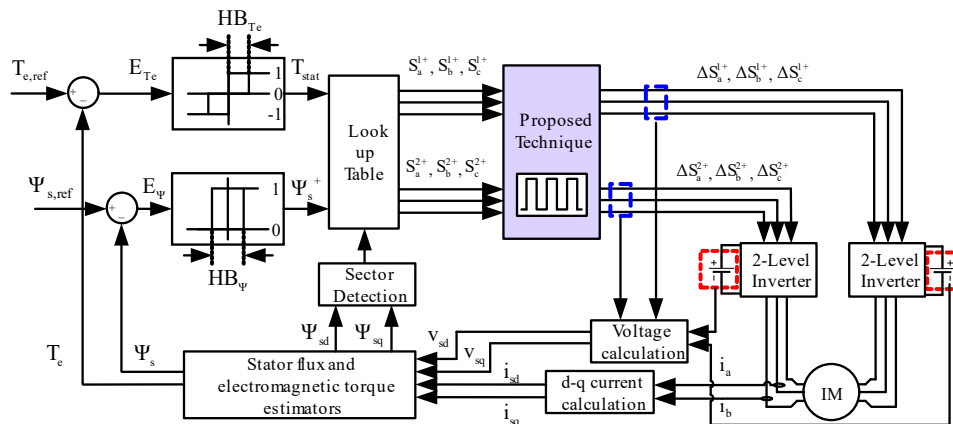 HB_Te
T_e,ref
+
−
E_Te
1
0
-1
T_stat
S_a^1+, S_b^1+, S_c^1+
ΔS_a^1+, ΔS_b^1+, ΔS_c^1+
Look
up
Table
Proposed
Technique
Ψ_s,ref
+
−
E_Ψ
1
0
Ψ_s^+
S_a^2+, S_b^2+, S_c^2+
ΔS_a^2+, ΔS_b^2+, ΔS_c^2+
HB_Ψ
Sector
Detection
2-Level
Inverter
2-Level
Inverter
+
+
Ψ_sd
Ψ_sq
v_sd
v_sq
Voltage
calculation
T_e
Ψ_s
Stator flux and
electromagnetic torque
estimators
i_sd
i_sq
d-q current
calculation
i_a
i_b
IM